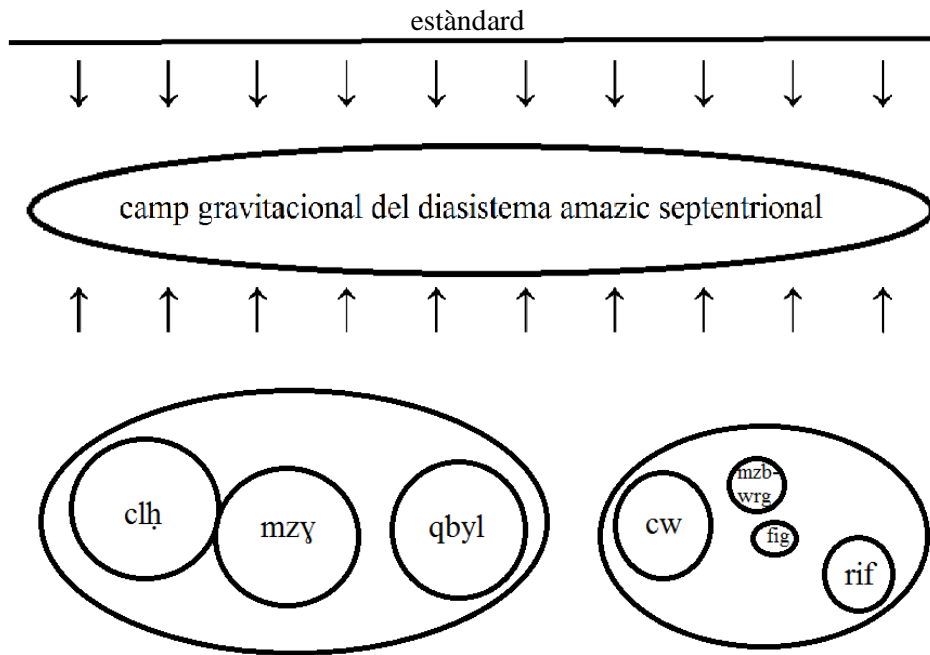 estàndard
camp gravitacional del diasistema amazic septentrional
clḥ
mzɣ
qbyl
cw
mzb-
wrg
fig
rif